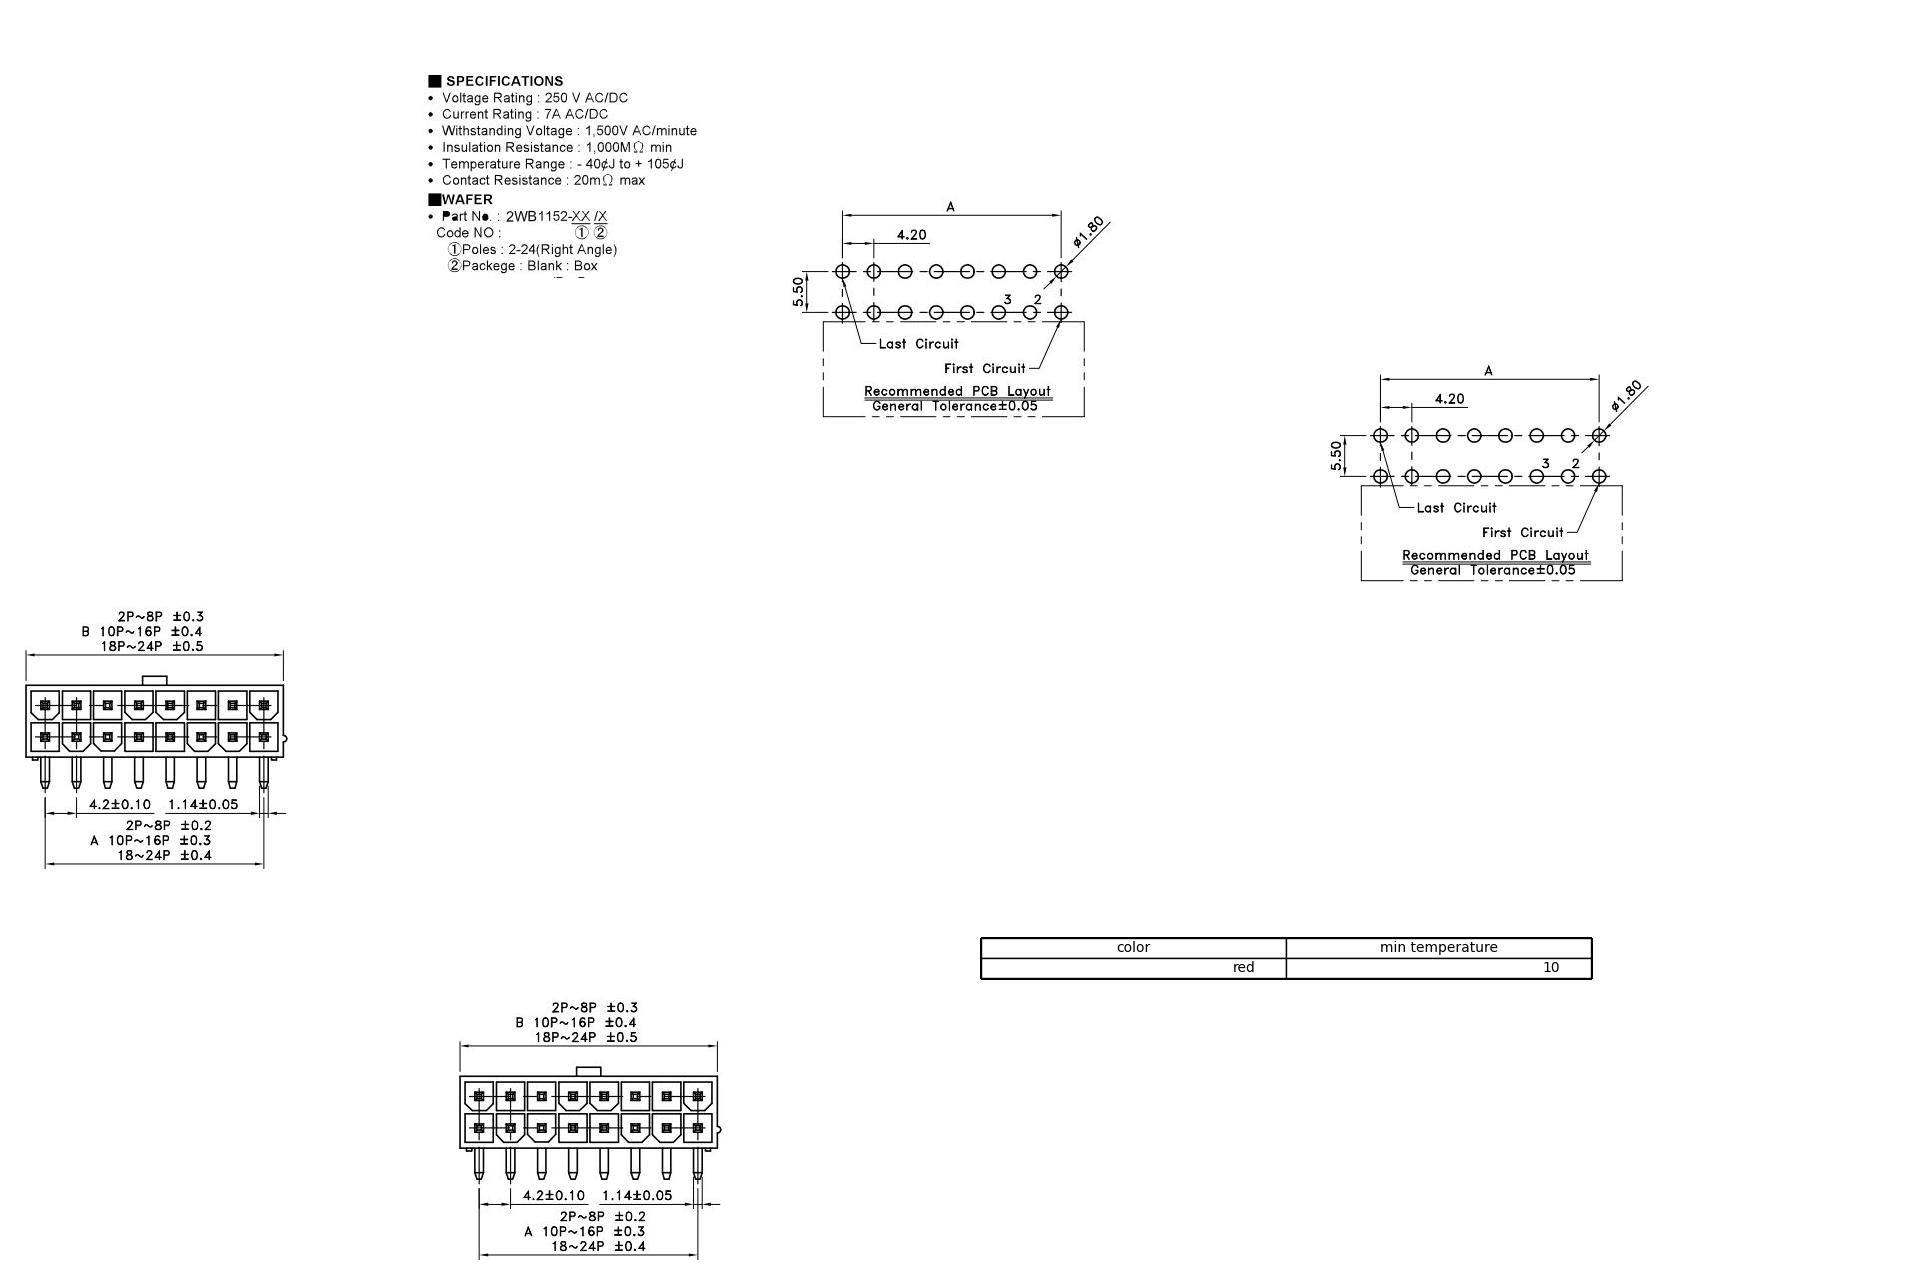 ■ SPECIFICATIONS
• Voltage Rating : 250 V AC/DC
• Current Rating : 7A AC/DC
• Withstanding Voltage : 1,500V AC/minute
• Insulation Resistance : 1,000MΩ min
• Temperature Range : - 40¢J to + 105¢J
• Contact Resistance : 20mΩ max
■WAFER
• Part No. : 2WB1152-XX /X
Code NO : ① ②
①Poles : 2-24(Right Angle)
②Packege : Blank : Box
A
4.20
ø1.80
5.50
3 2
Last Circuit
First Circuit
Recommended PCB Layout
General Tolerance±0.05
A
4.20
ø1.80
5.50
3 2
Last Circuit
First Circuit
Recommended PCB Layout
General Tolerance±0.05
2P~8P ±0.3
B 10P~16P ±0.4
18P~24P ±0.5
4.2±0.10 1.14±0.05
2P~8P ±0.2
A 10P~16P ±0.3
18~24P ±0.4
color min temperature
red 10
2P~8P ±0.3
B 10P~16P ±0.4
18P~24P ±0.5
4.2±0.10 1.14±0.05
2P~8P ±0.2
A 10P~16P ±0.3
18~24P ±0.4